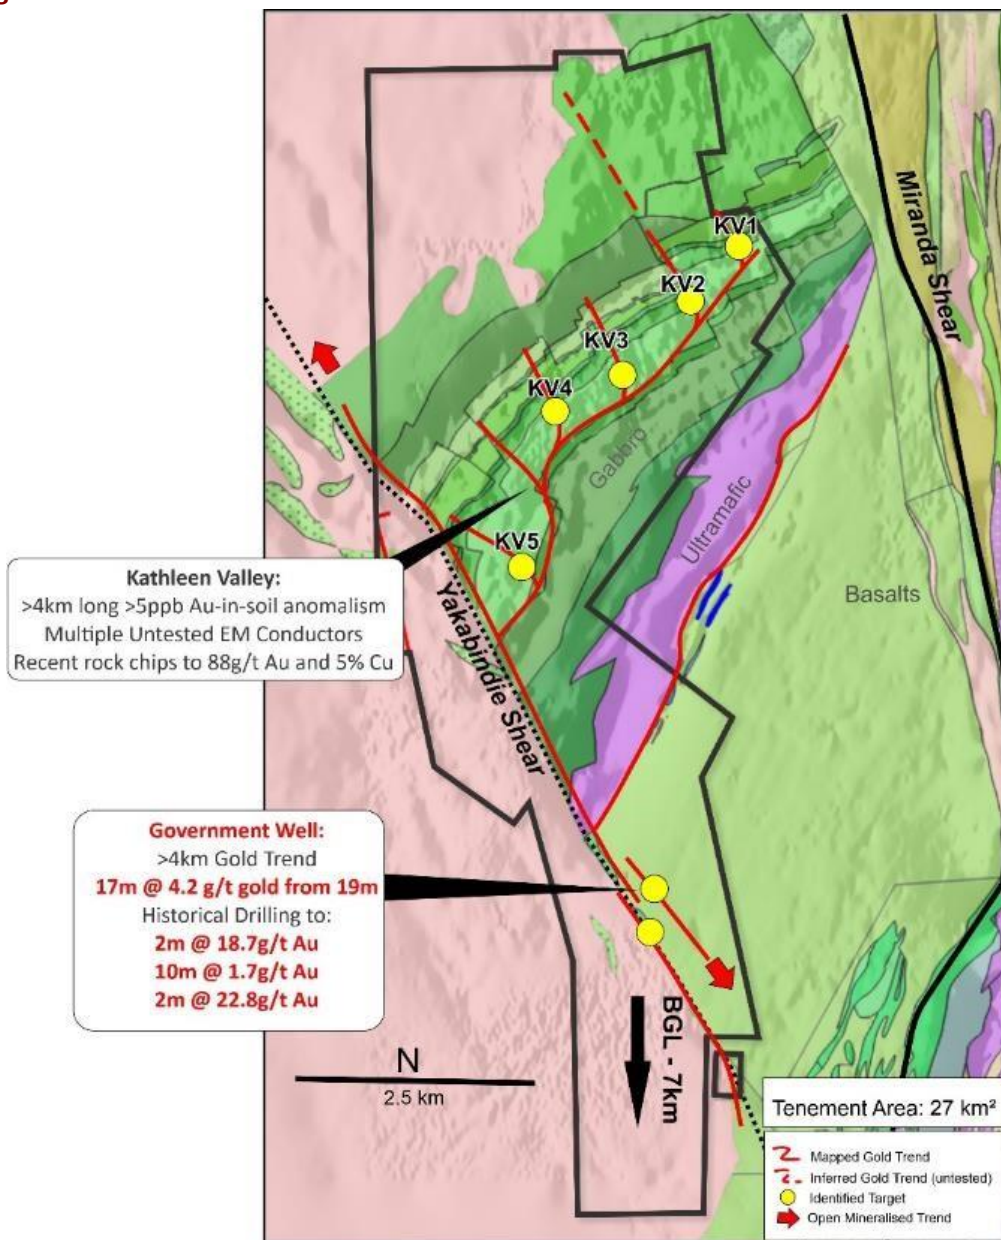 KV1
KV2
KV3
KV4
KV5
Miranda Shear
Gabbro
Ultramafic
Basalts
Yakabindie Shear
Kathleen Valley:
>4km long >5ppb Au-in-soil anomalism
Multiple Untested EM Conductors
Recent rock chips to 88g/t Au and 5% Cu
Government Well:
>4km Gold Trend
17m @ 4.2 g/t gold from 19m
Historical Drilling to:
2m @ 18.7g/t Au
10m @ 1.7g/t Au
2m @ 22.8g/t Au
BGL - 7km
N
2.5 km
Tenement Area: 27 km²
Mapped Gold Trend
Inferred Gold Trend (untested)
Identified Target
Open Mineralised Trend